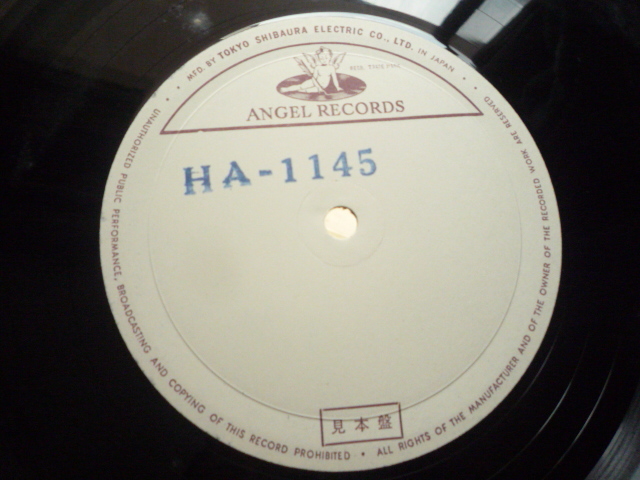 MFD. BY TOKYO SHIBAURA ELECTRIC CO., LTD. IN JAPAN
ANGEL RECORDS
HA-1145
見本盤
ALL RIGHTS OF THE MANUFACTURER AND OF THE OWNER OF THE RECORDED WORK ARE RESERVED
UNAUTHORIZED PUBLIC PERFORMANCE, BROADCASTING AND COPYING OF THIS RECORD PROHIBITED